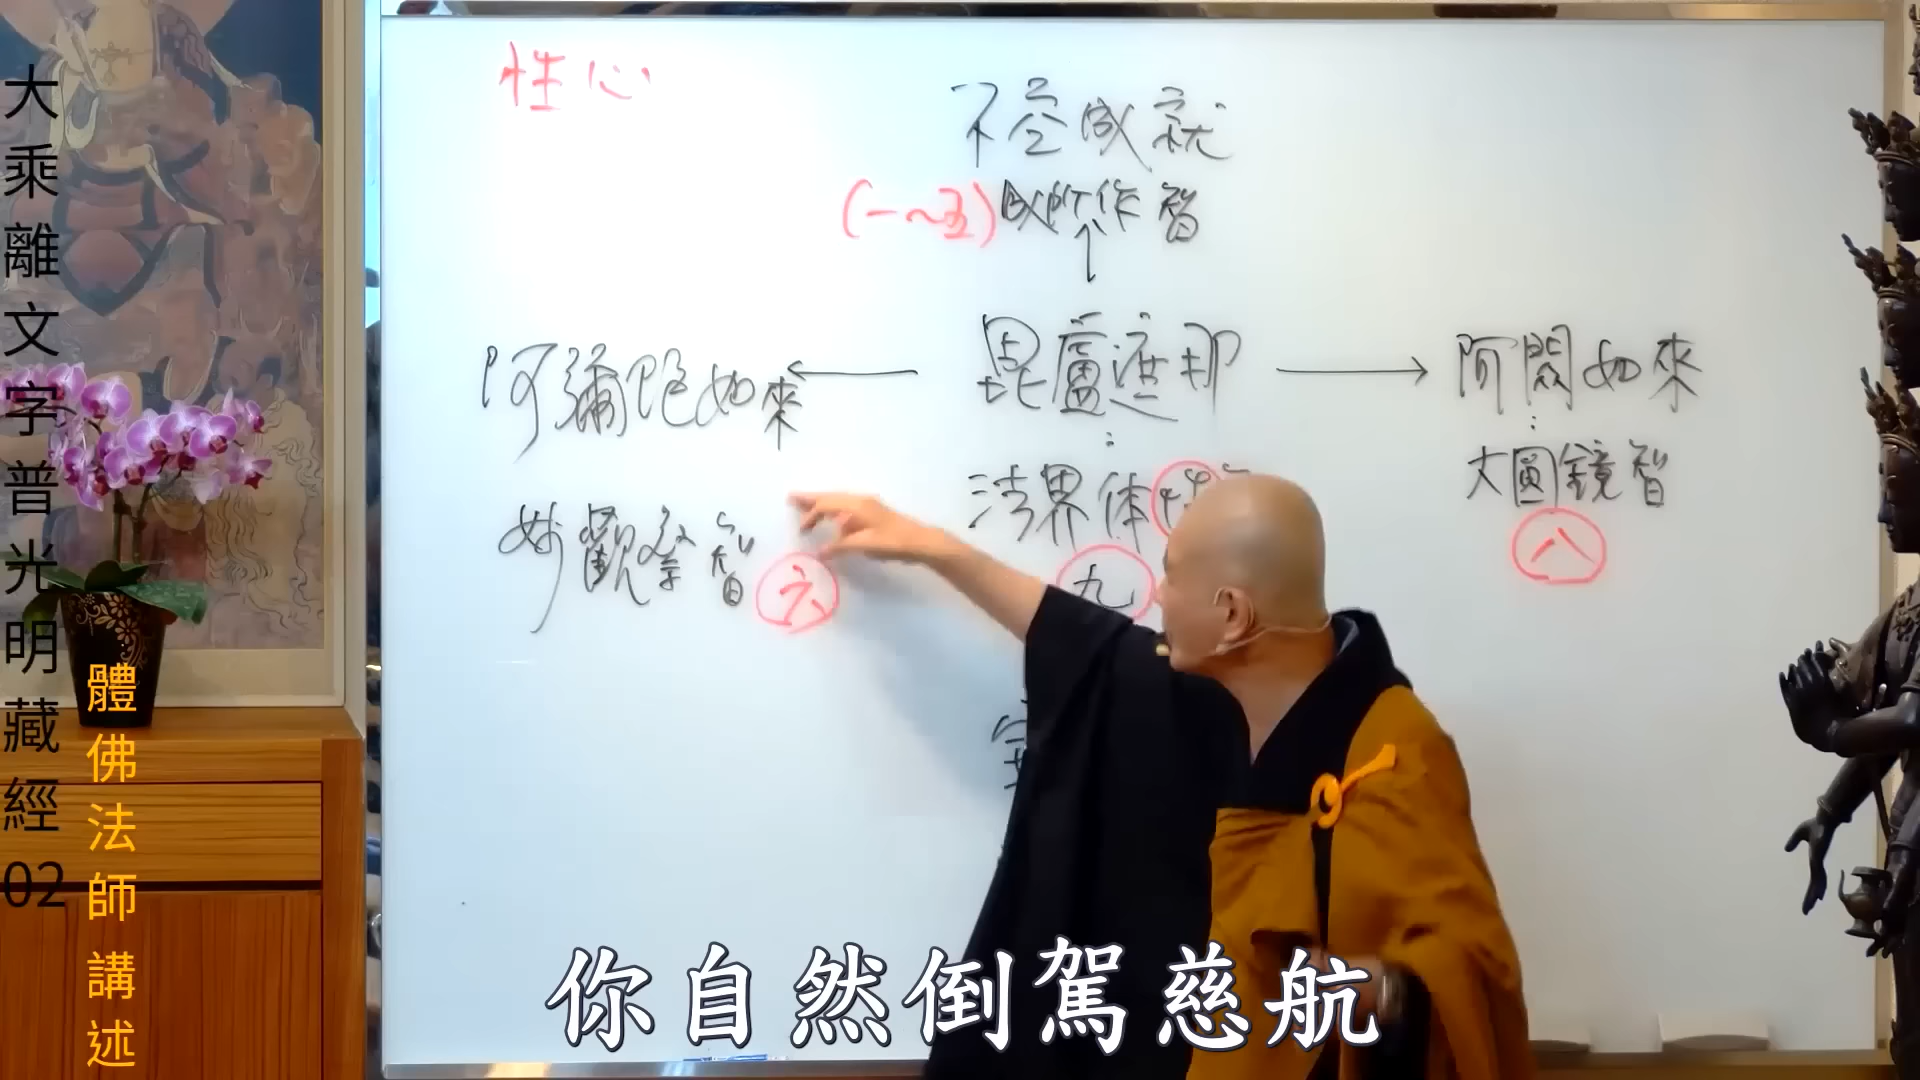 大乘離文字普光明藏經02
體佛法師講述
性心
不空成就
(一~五)成所作智
↑
阿彌陀如來 ← 毘盧遮那 → 阿閦如來
: :
妙觀察智 六
法界体性
九
大圓鏡智
八
你自然倒駕慈航